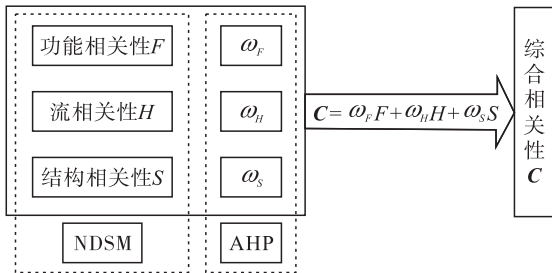 功能相关性F
ω_F
流相关性H
ω_H
结构相关性S
ω_S
NDSM
AHP
C= ω_F F+ω_H H+ω_S S
综合相关性C